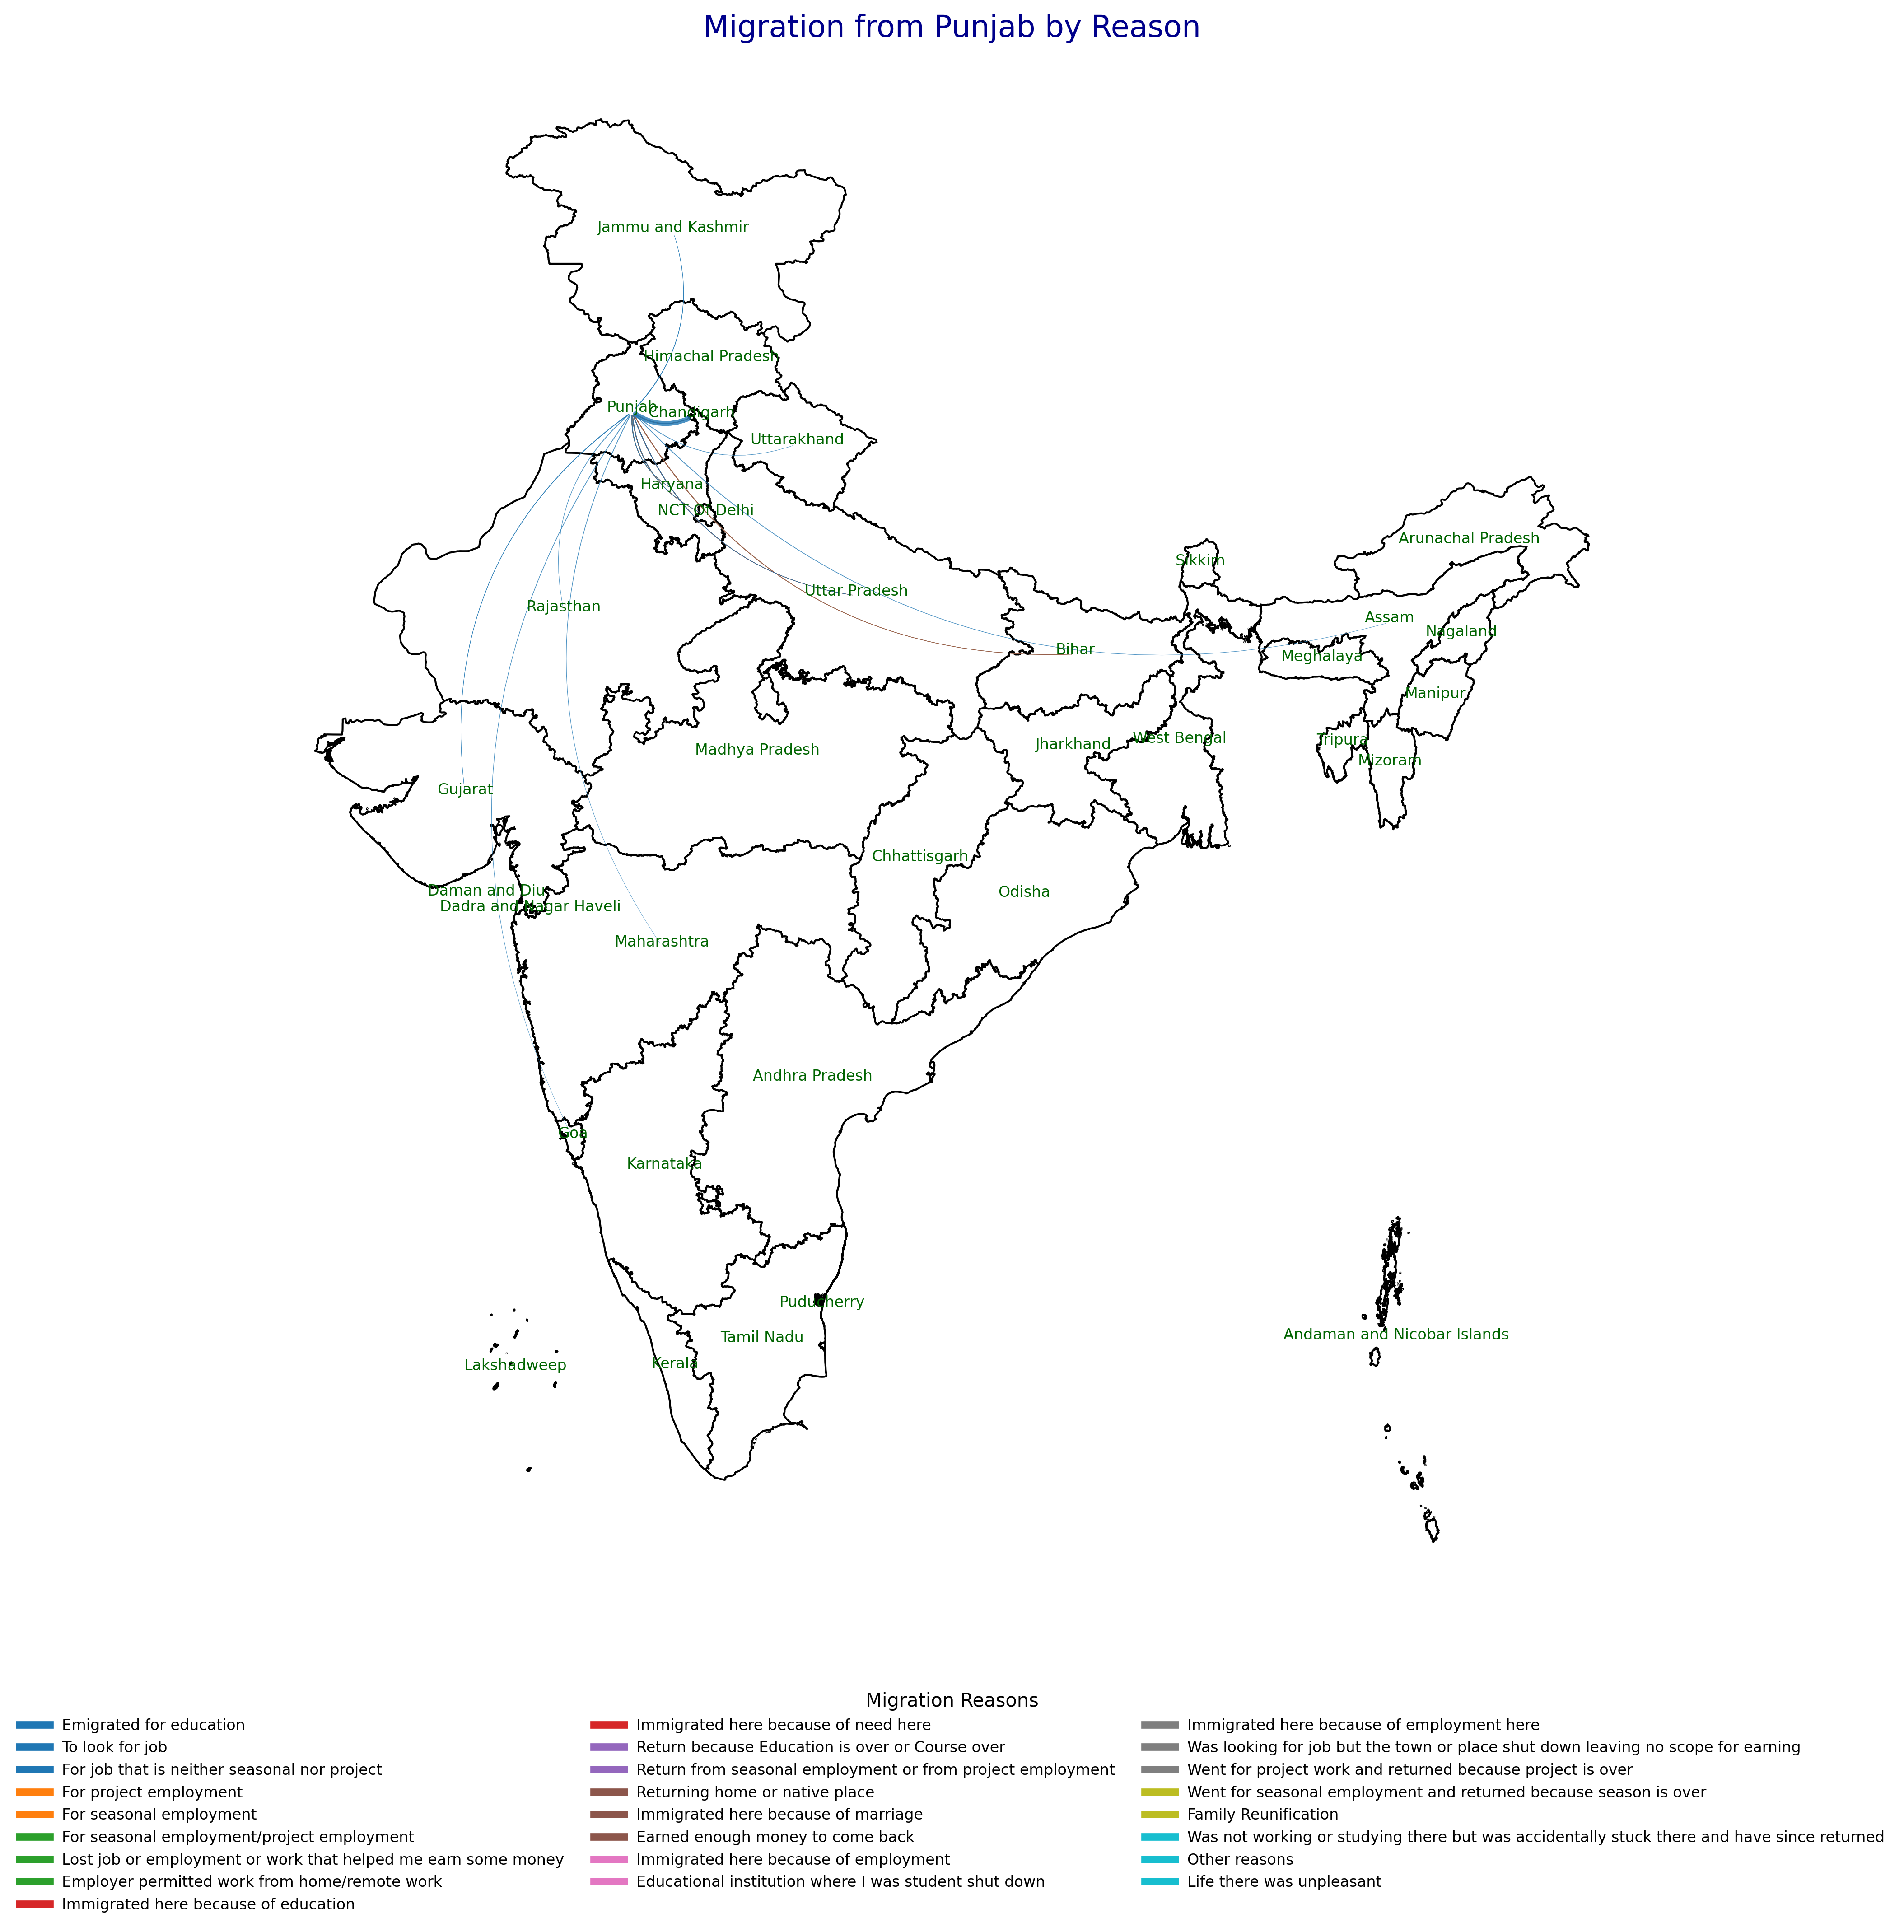 Migration from Punjab by Reason
Jammu and Kashmir
Himachal Pradesh
Punjab
Chandigarh
Uttarakhand
Haryana
NCT Of Delhi
Arunachal Pradesh
Sikkim
Uttar Pradesh
Rajasthan
Assam
Nagaland
Bihar
Meghalaya
Manipur
Madhya Pradesh
Jharkhand
West Bengal
Tripura
Mizoram
Gujarat
Chhattisgarh
Daman and Diu
Odisha
Dadra and Nagar Haveli
Maharashtra
Andhra Pradesh
Goa
Karnataka
Puducherry
Tamil Nadu
Andaman and Nicobar Islands
Lakshadweep
Kerala
Migration Reasons
Emigrated for education
To look for job
For job that is neither seasonal nor project
For project employment
For seasonal employment
For seasonal employment/project employment
Lost job or employment or work that helped me earn some money
Employer permitted work from home/remote work
Immigrated here because of education
Immigrated here because of need here
Return because Education is over or Course over
Return from seasonal employment or from project employment
Returning home or native place
Immigrated here because of marriage
Earned enough money to come back
Immigrated here because of employment
Educational institution where I was student shut down
Immigrated here because of employment here
Was looking for job but the town or place shut down leaving no scope for earning
Went for project work and returned because project is over
Went for seasonal employment and returned because season is over
Family Reunification
Was not working or studying there but was accidentally stuck there and have since returned
Other reasons
Life there was unpleasant